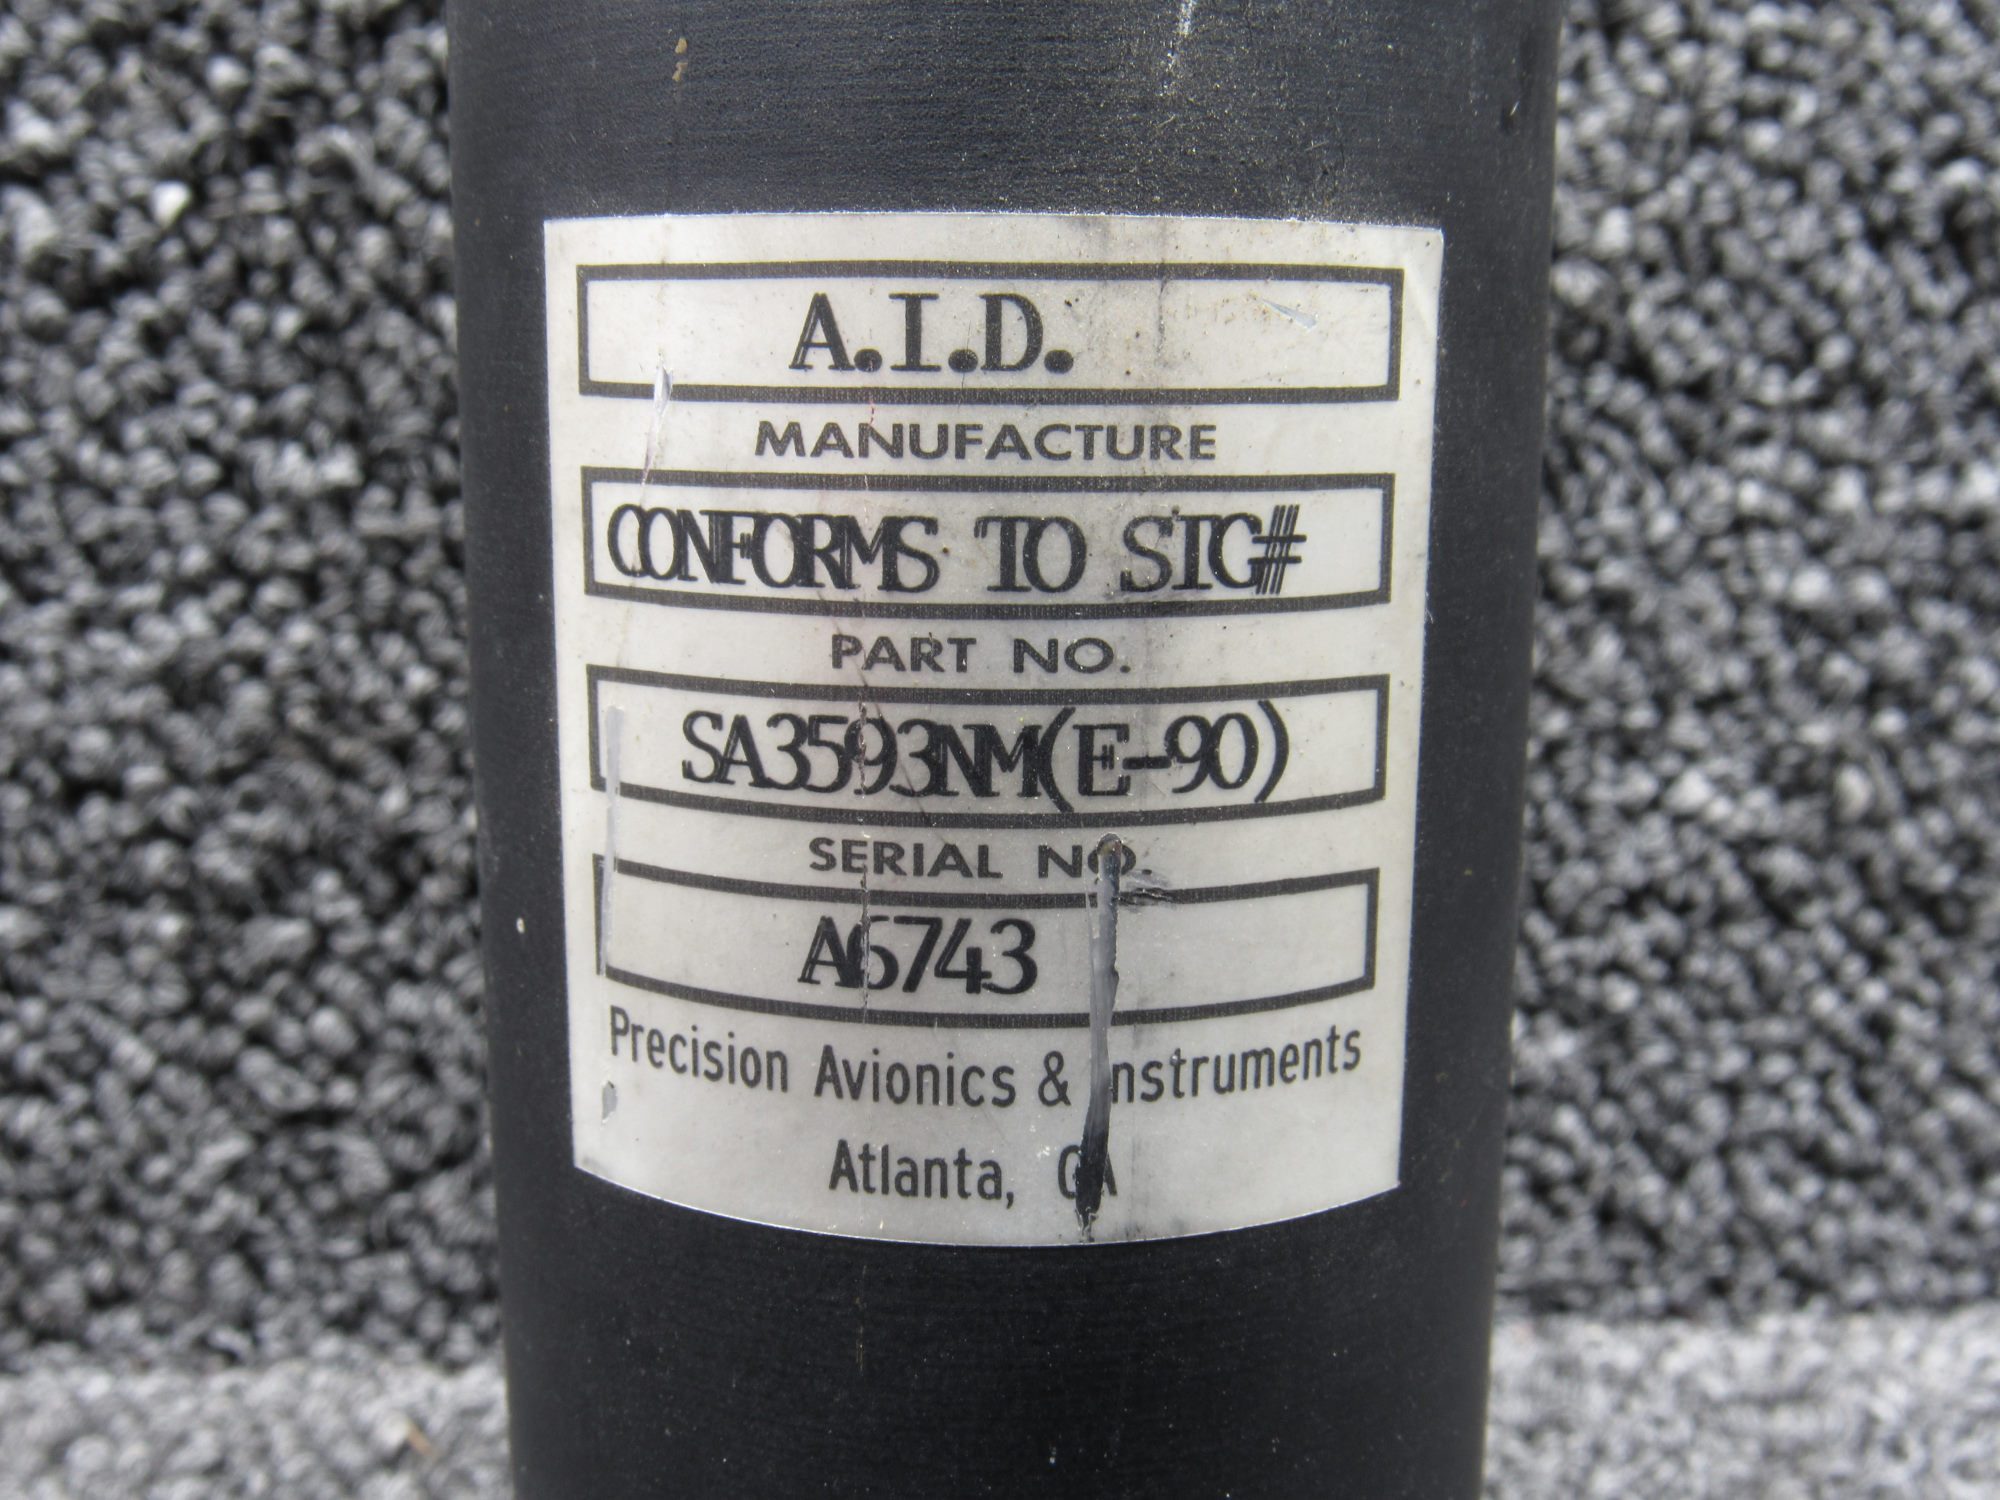 A.I.D.
MANUFACTURE
CONFORMS TO STC#
PART NO.
SA3593NM(E-90)
SERIAL NO.
A6743
Precision Avionics & Instruments
Atlanta, GA